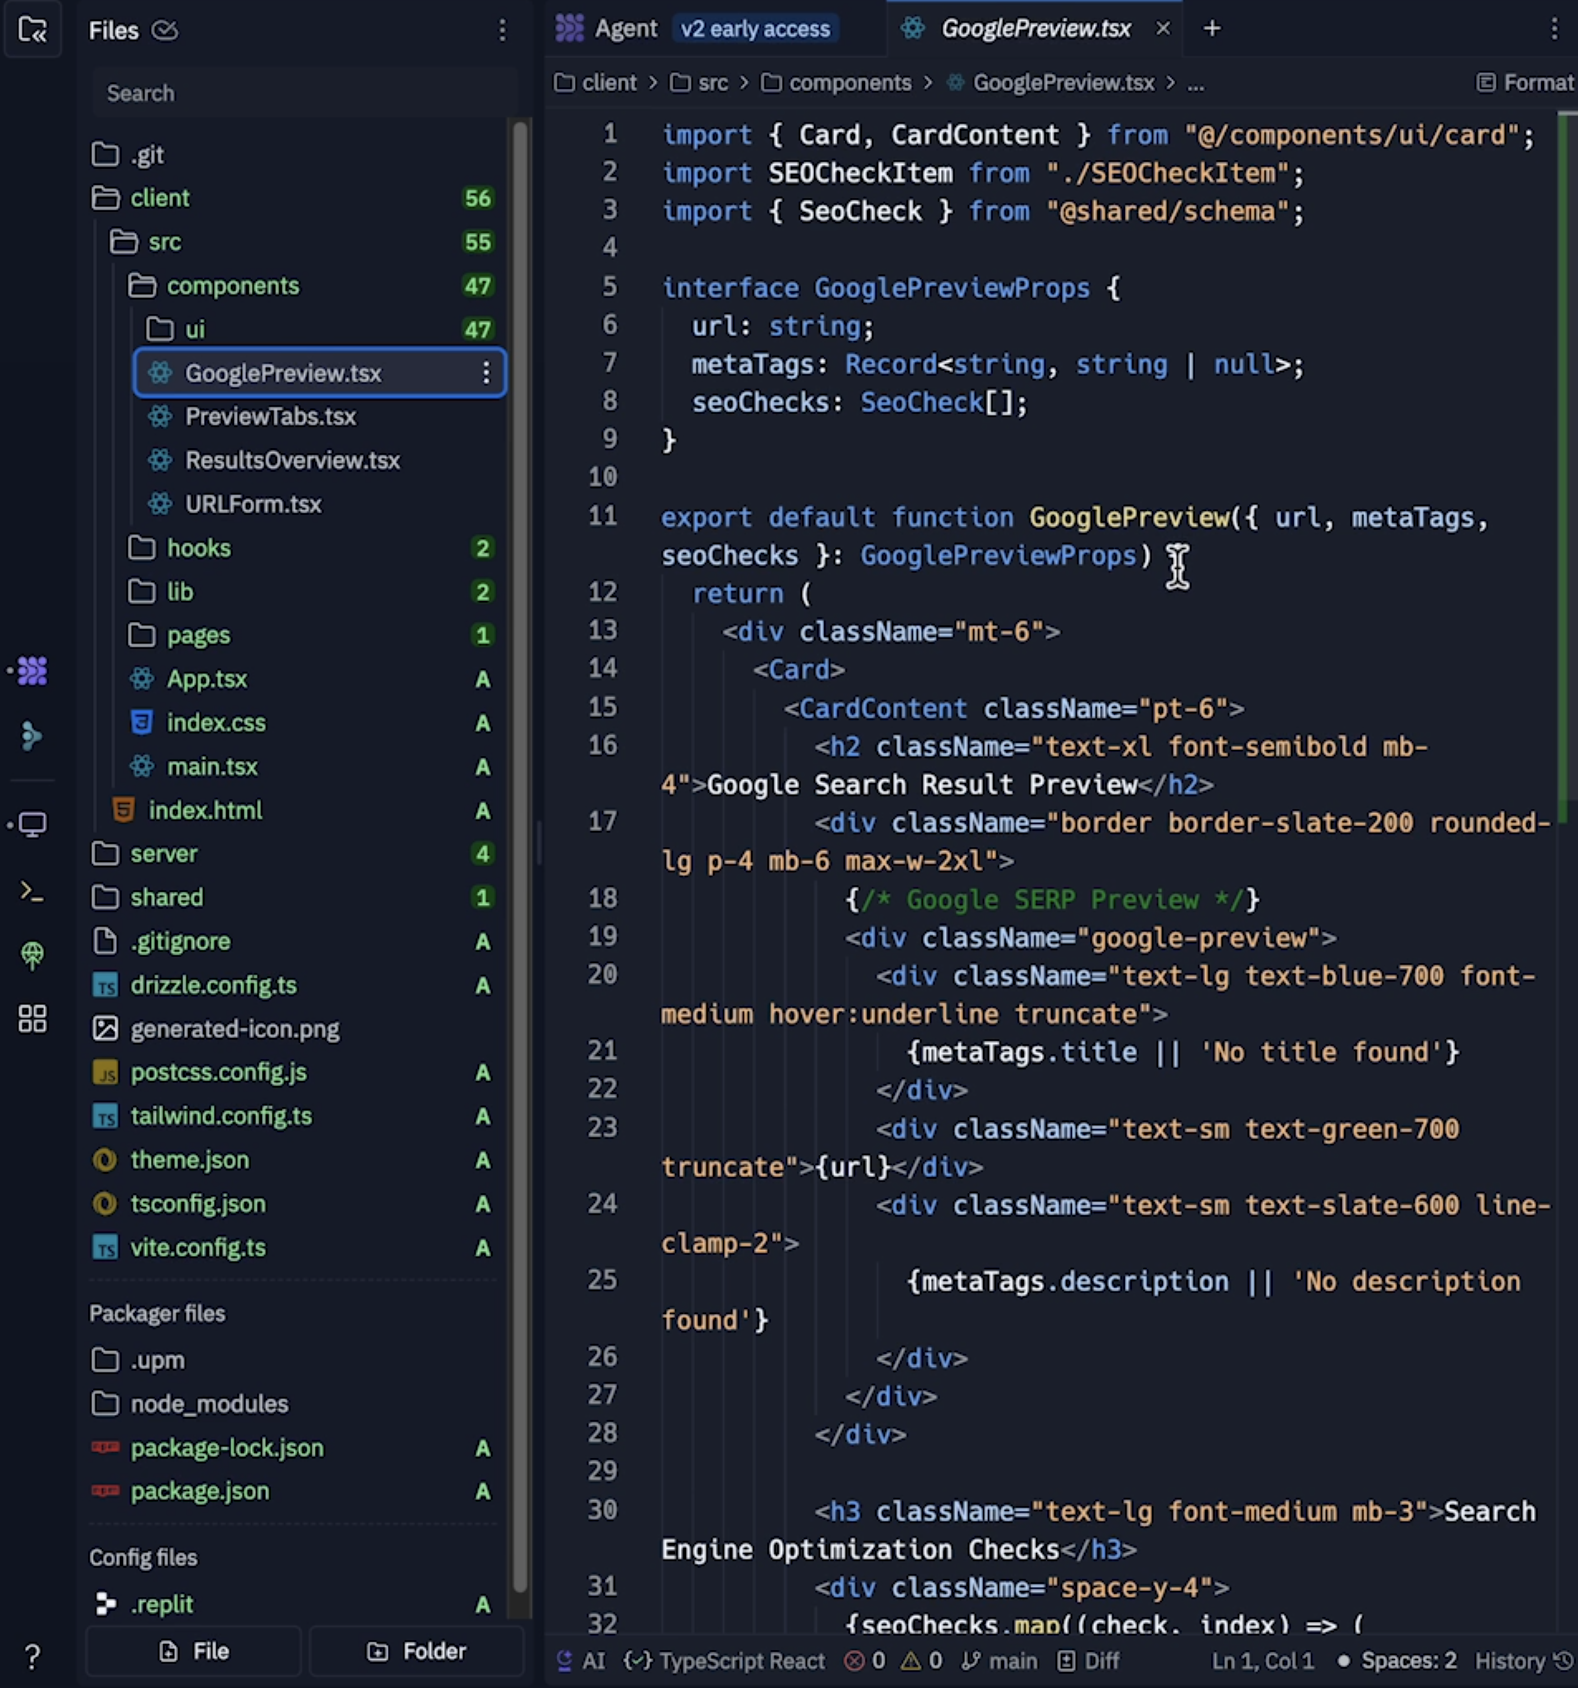 Files
Search
.git
client 56
src 55
components 47
ui 47
GooglePreview.tsx
PreviewTabs.tsx
ResultsOverview.tsx
URLForm.tsx
hooks 2
lib 2
pages 1
App.tsx A
index.css A
main.tsx A
index.html A
server 4
shared 1
.gitignore A
drizzle.config.ts A
generated-icon.png
postcss.config.js A
tailwind.config.ts A
theme.json A
tsconfig.json A
vite.config.ts A
Packager files
.upm
node_modules
package-lock.json A
package.json A
Config files
.replit A
File Folder
Agent v2 early access GooglePreview.tsx × +
client > src > components > GooglePreview.tsx > ... Format
1 import { Card, CardContent } from "@/components/ui/card";
2 import SEOCheckItem from "./SEOCheckItem";
3 import { SeoCheck } from "@shared/schema";
4
5 interface GooglePreviewProps {
6 url: string;
7 metaTags: Record<string, string | null>;
8 seoChecks: SeoCheck[];
9 }
10
11 export default function GooglePreview({ url, metaTags,
seoChecks }: GooglePreviewProps)
12 return (
13 <div className="mt-6">
14 <Card>
15 <CardContent className="pt-6">
16 <h2 className="text-xl font-semibold mb-
4">Google Search Result Preview</h2>
17 <div className="border border-slate-200 rounded-
lg p-4 mb-6 max-w-2xl">
18 {/* Google SERP Preview */}
19 <div className="google-preview">
20 <div className="text-lg text-blue-700 font-
medium hover:underline truncate">
21 {metaTags.title || 'No title found'}
22 </div>
23 <div className="text-sm text-green-700
truncate">{url}</div>
24 <div className="text-sm text-slate-600 line-
clamp-2">
25 {metaTags.description || 'No description
found'}
26 </div>
27 </div>
28 </div>
29
30 <h3 className="text-lg font-medium mb-3">Search
Engine Optimization Checks</h3>
31 <div className="space-y-4">
32 {seoChecks.map((check, index) => (
AI {✓} TypeScript React 0 0 main Diff Ln 1, Col 1 • Spaces: 2 History